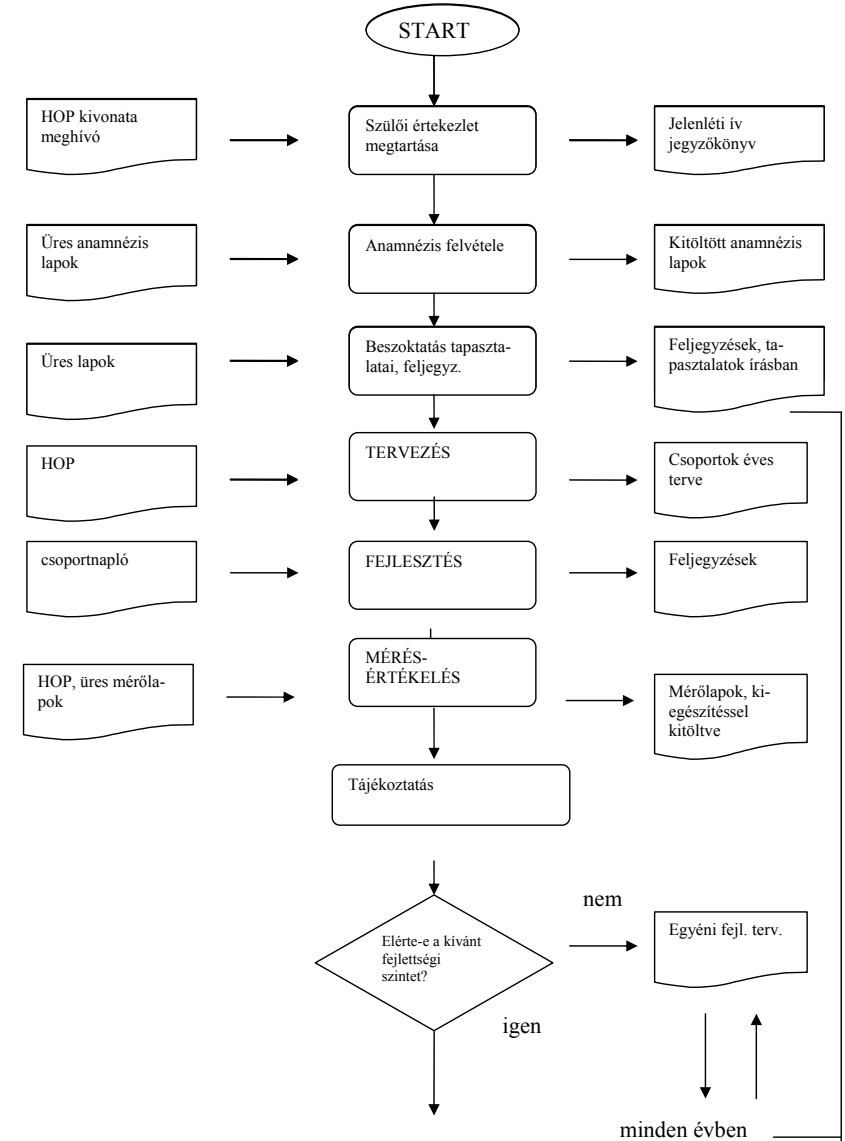 START
HOP kivonata
meghívó
Szülői értekezlet
megtartása
Jelenléti ív
jegyzőkönyv
Üres anamnézis
lapok
Anamnézis felvétele
Kitöltött anamnézis
lapok
Üres lapok
Beszoktatás tapaszta-
latai, feljegyz.
Feljegyzések, ta-
pasztalatok írásban
HOP
TERVEZÉS
Csoportok éves
terve
csoportnapló
FEJLESZTÉS
Feljegyzések
HOP, üres mérőla-
pok
MÉRÉS-
ÉRTÉKELÉS
Mérőlapok, ki-
egészítéssel
kitöltve
Tájékoztatás
Elérte-e a kívánt
fejlettségi
szintet?
nem
Egyéni fejl. terv.
igen
minden évben